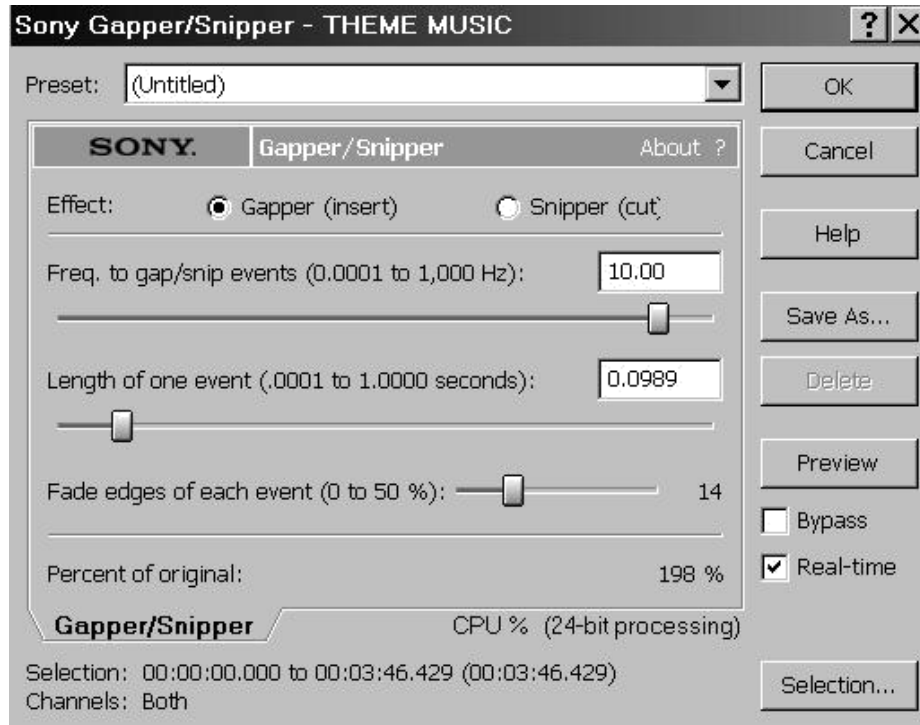 Sony Gapper/Snipper - THEME MUSIC
Preset: (Untitled)
OK
SONY. Gapper/Snipper About ?
Cancel
Effect: Gapper (insert) Snipper (cut)
Help
Freq. to gap/snip events (0.0001 to 1,000 Hz): 10.00
Save As...
Length of one event (.0001 to 1.0000 seconds): 0.0989
Delete
Preview
Fade edges of each event (0 to 50 %): 14
Bypass
Percent of original: 198 %
Real-time
Gapper/Snipper CPU % (24-bit processing)
Selection: 00:00:00.000 to 00:03:46.429 (00:03:46.429)
Channels: Both
Selection...